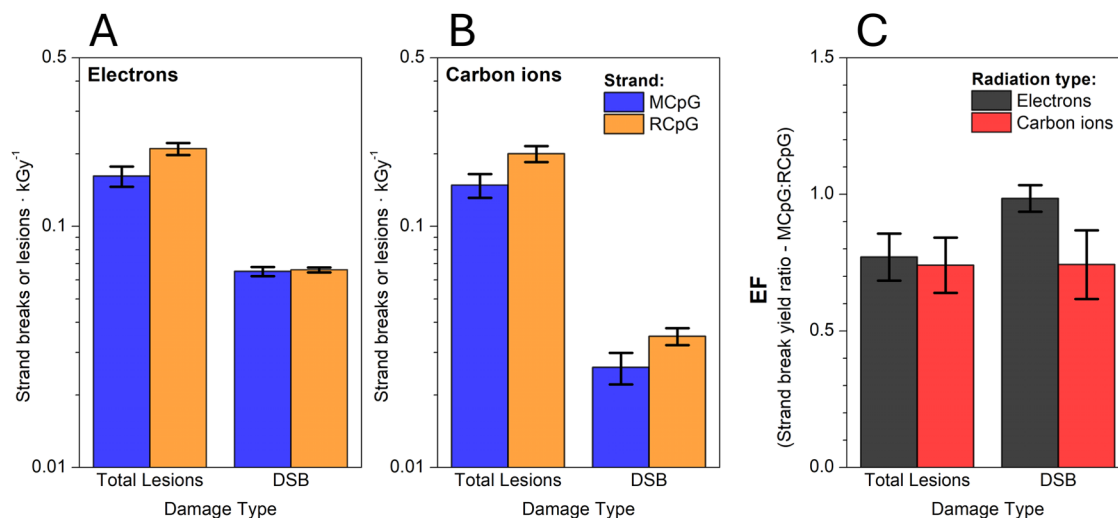 A
B
C
Strand breaks or lesions · kGy⁻¹
0.5
0.1
0.01
Electrons
Total Lesions
DSB
Damage Type
Strand breaks or lesions · kGy⁻¹
0.5
0.1
0.01
Carbon ions
Strand:
MCpG
RCpG
Total Lesions
DSB
Damage Type
EF
(Strand break yield ratio - MCpG:RCpG)
1.5
1.0
0.5
0.0
Radiation type:
Electrons
Carbon ions
Total Lesions
DSB
Damage Type